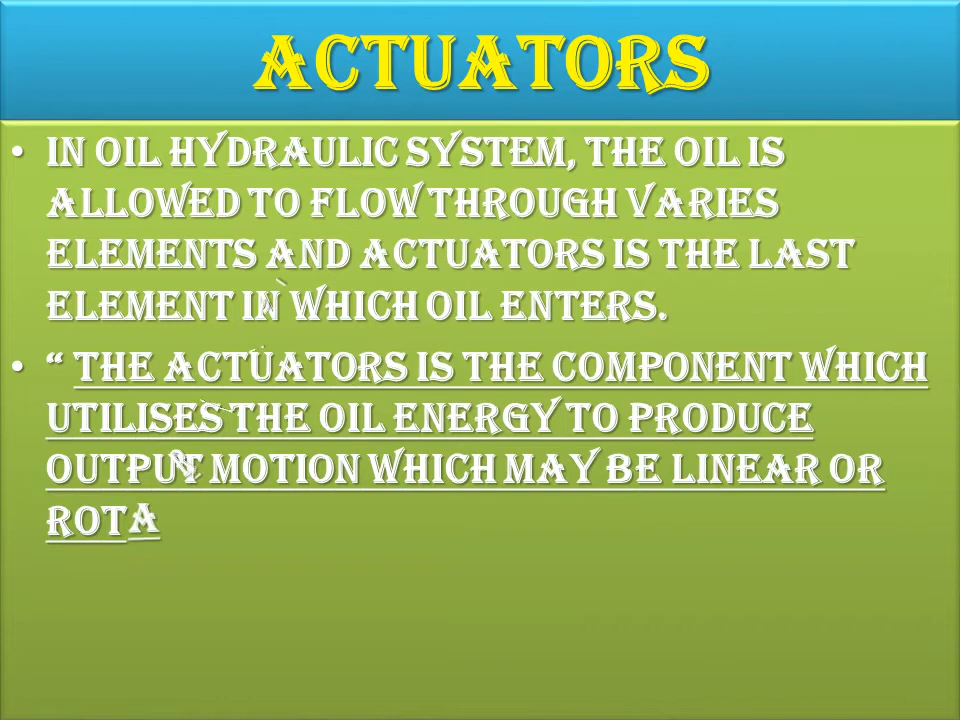 ACTUATORS
• IN OIL HYDRAULIC SYSTEM, THE OIL IS
ALLOWED TO FLOW THROUGH VARIES
ELEMENTS AND ACTUATORS IS THE LAST
ELEMENT IN WHICH OIL ENTERS.
• “ THE ACTUATORS IS THE COMPONENT WHICH
UTILISES THE OIL ENERGY TO PRODUCE
OUTPUT MOTION WHICH MAY BE LINEAR OR
ROTA